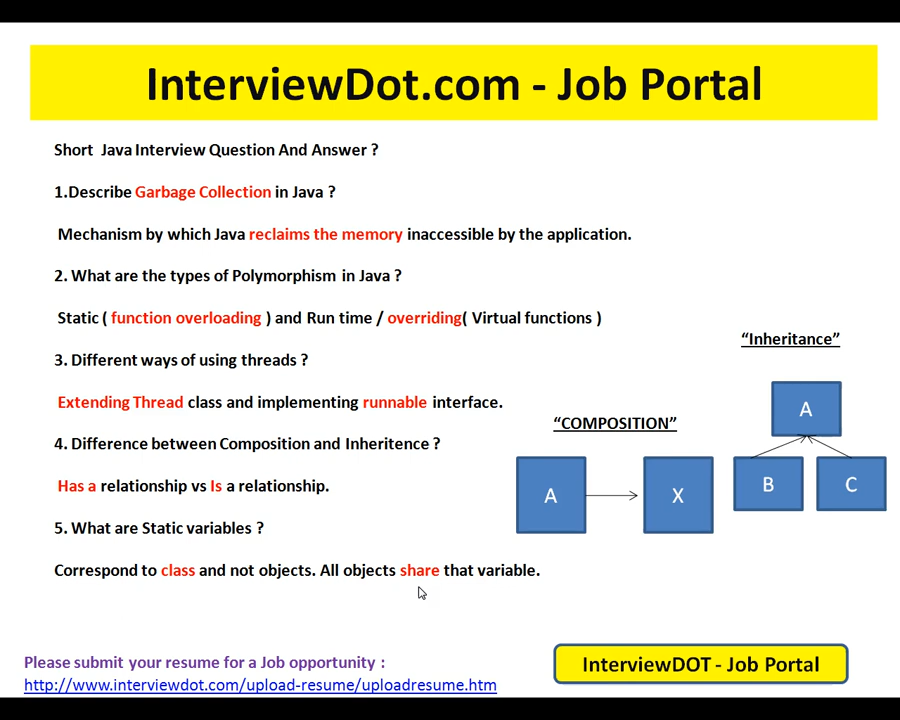 InterviewDot.com - Job Portal
Short Java Interview Question And Answer ?
1.Describe Garbage Collection in Java ?
Mechanism by which Java reclaims the memory inaccessible by the application.
2. What are the types of Polymorphism in Java ?
Static ( function overloading ) and Run time / overriding( Virtual functions )
3. Different ways of using threads ?
Extending Thread class and implementing runnable interface.
4. Difference between Composition and Inheritence ?
Has a relationship vs Is a relationship.
5. What are Static variables ?
Correspond to class and not objects. All objects share that variable.
“COMPOSITION”
A
X
“Inheritance”
A
B
C
Please submit your resume for a Job opportunity :
http://www.interviewdot.com/upload-resume/uploadresume.htm
InterviewDOT - Job Portal